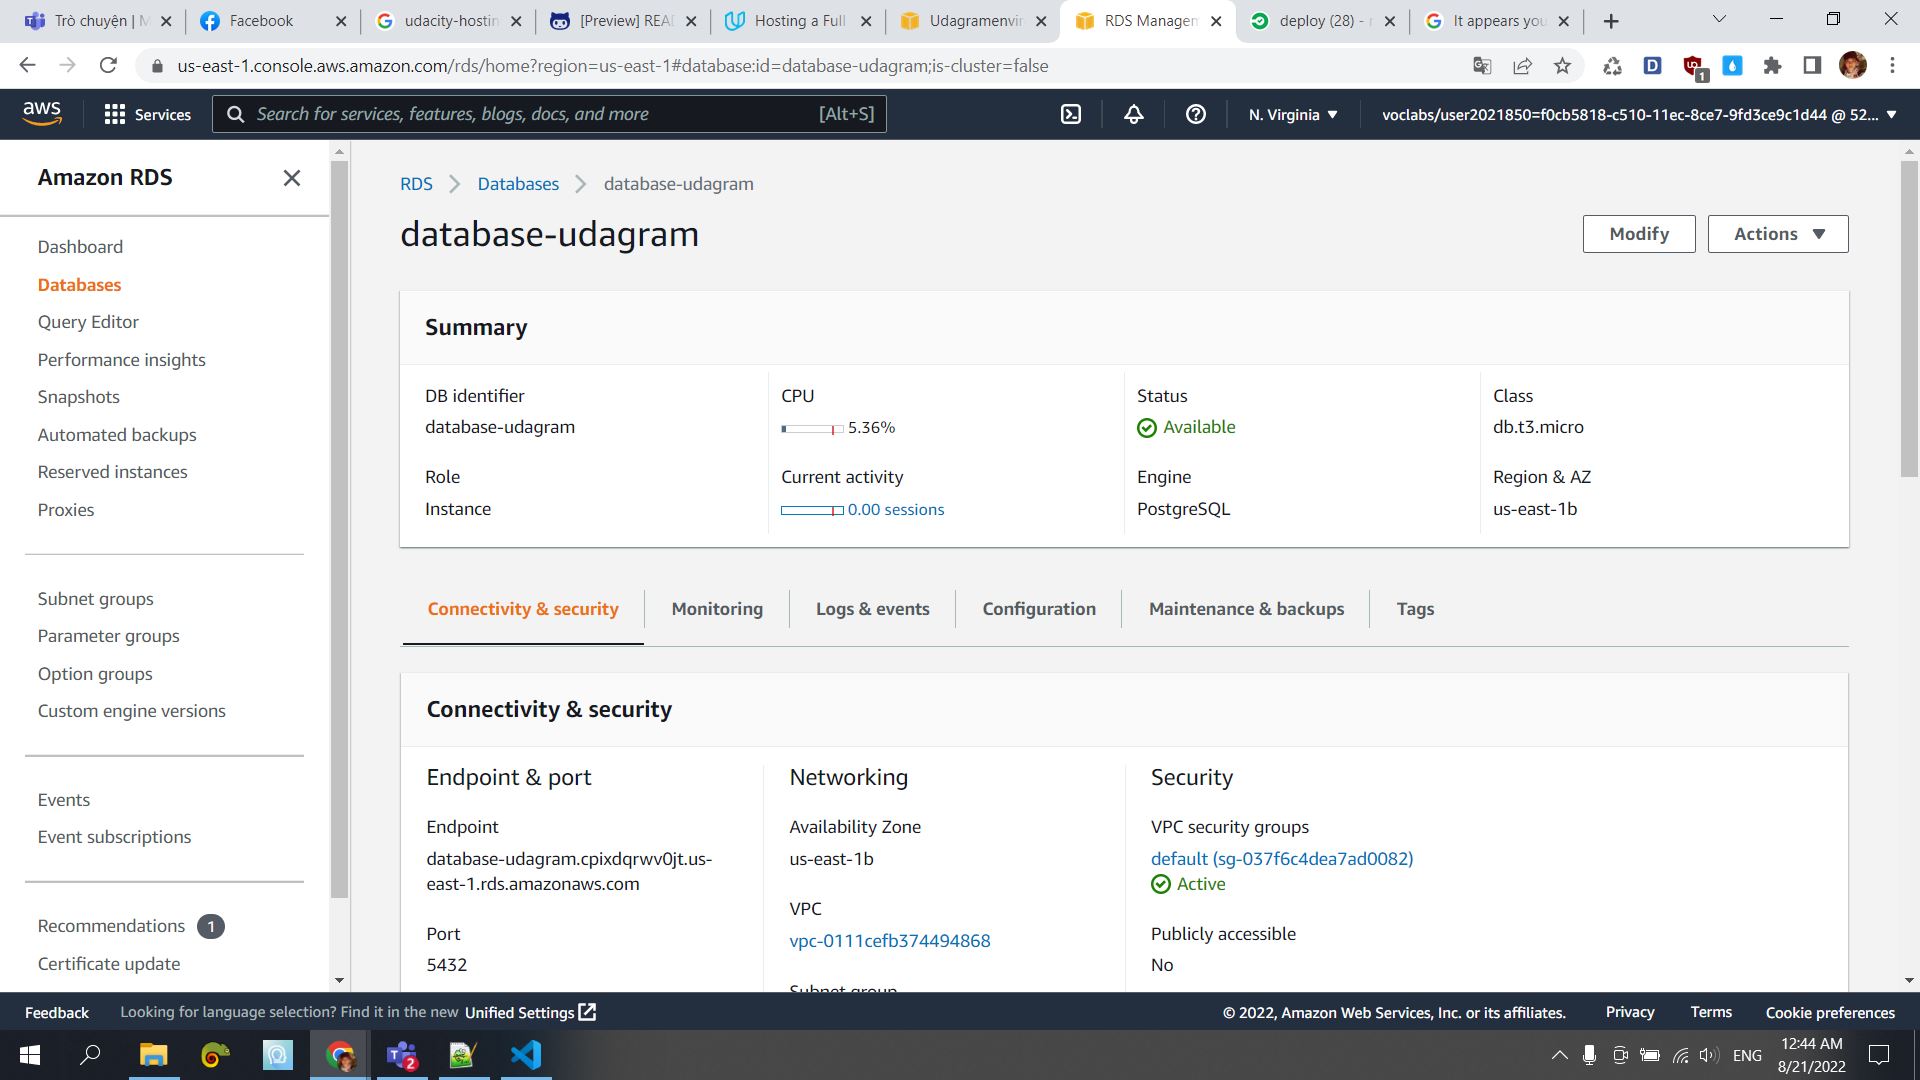 Trò chuyện | M
Facebook
udacity-hostin
[Preview] REA
Hosting a Full
Udagramenvi
RDS Managem
deploy (28) - r
It appears you
us-east-1.console.aws.amazon.com/rds/home?region=us-east-1#database:id=database-udagram;is-cluster=false
1
aws
Services
Search for services, features, blogs, docs, and more
[Alt+S]
N. Virginia
voclabs/user2021850=f0cb5818-c510-11ec-8ce7-9fd3ce9c1d44 @ 52...
Amazon RDS
Dashboard
Databases
Query Editor
Performance insights
Snapshots
Automated backups
Reserved instances
Proxies
Subnet groups
Parameter groups
Option groups
Custom engine versions
Events
Event subscriptions
Recommendations 1
Certificate update
RDS
Databases
database-udagram
database-udagram
Modify
Actions
Summary
DB identifier
database-udagram
CPU
5.36%
Status
Available
Class
db.t3.micro
Role
Instance
Current activity
0.00 sessions
Engine
PostgreSQL
Region & AZ
us-east-1b
Connectivity & security
Monitoring
Logs & events
Configuration
Maintenance & backups
Tags
Connectivity & security
Endpoint & port
Endpoint
database-udagram.cpixdqrwv0jt.us-
east-1.rds.amazonaws.com
Port
5432
Networking
Availability Zone
us-east-1b
VPC
vpc-0111cefb374494868
Subnet group
Security
VPC security groups
default (sg-037f6c4dea7ad0082)
Active
Publicly accessible
No
Feedback
Looking for language selection? Find it in the new Unified Settings
© 2022, Amazon Web Services, Inc. or its affiliates.
Privacy
Terms
Cookie preferences
2
ENG
12:44 AM
8/21/2022